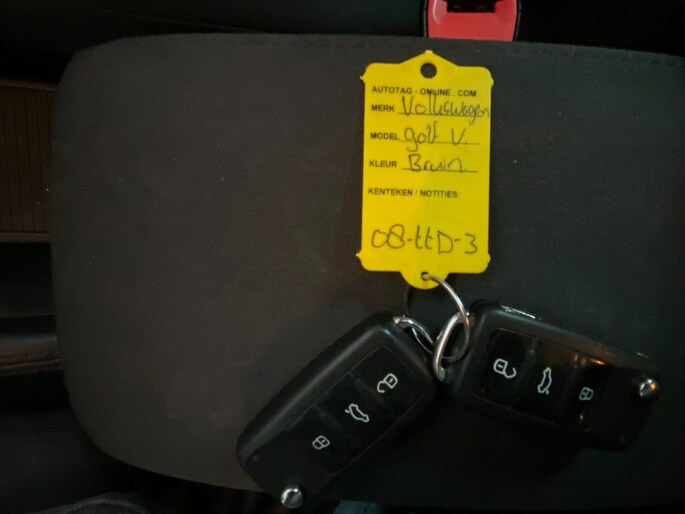 AUTOTAG - ONLINE . COM
MERK Volkswagen
MODEL golf V.
KLEUR Bruin.
KENTEKEN / NOTITIES:
08-ttD-3